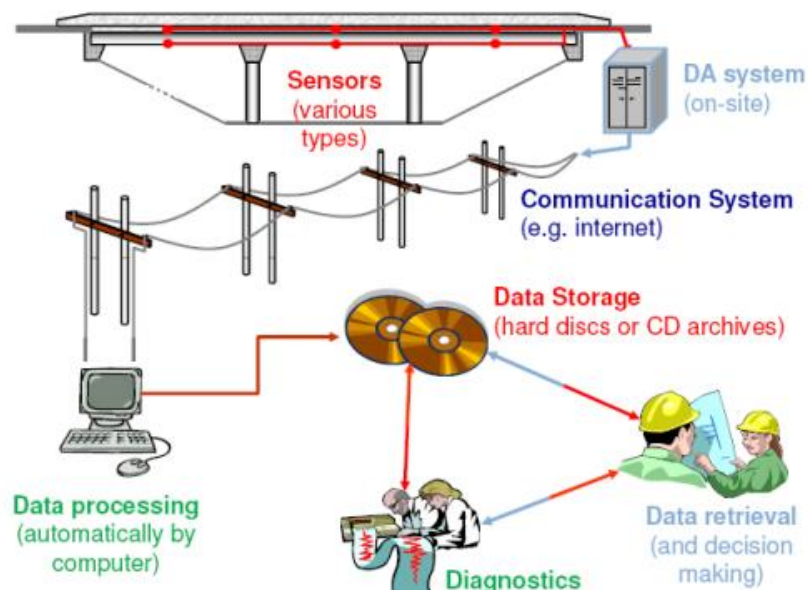 Sensors
(various
types)
DA system
(on-site)
Communication System
(e.g. internet)
Data Storage
(hard discs or CD archives)
Data processing
(automatically by
computer)
Diagnostics
Data retrieval
(and decision
making)